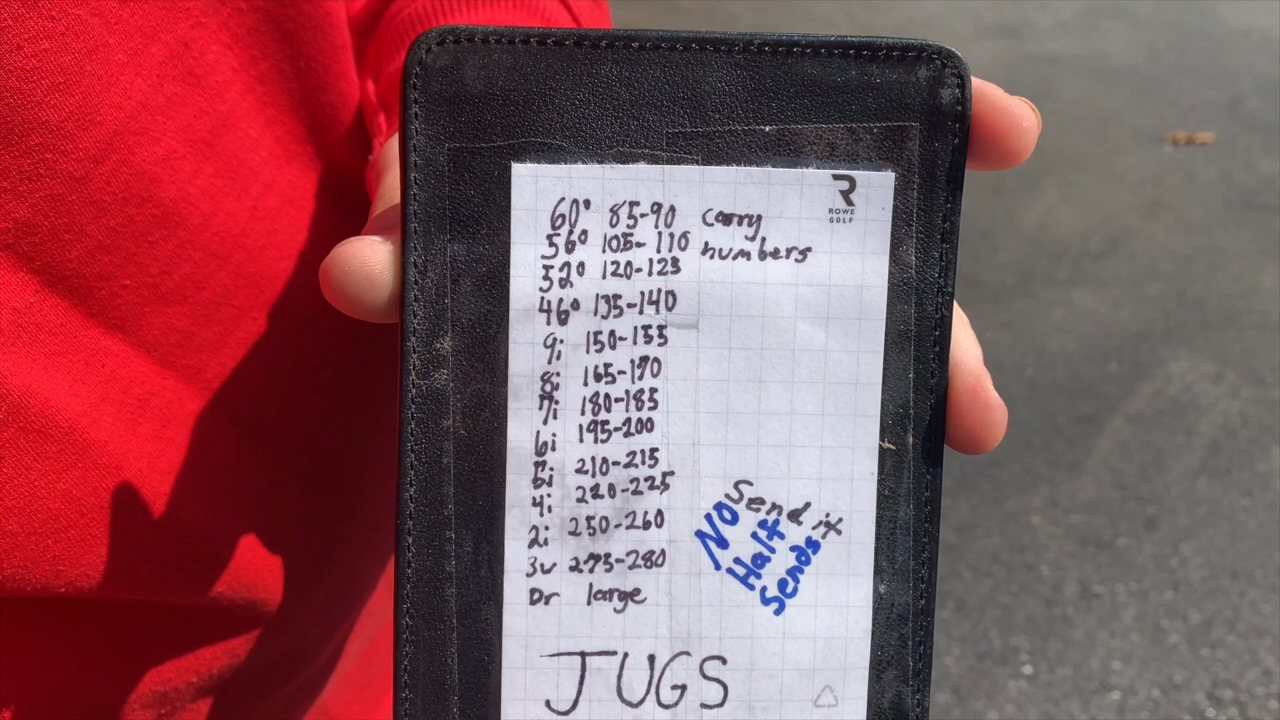 R
ROWE
GOLF
60° 85-90 carry
56° 105-110 numbers
52° 120-125
46° 135-140
9i 150-155
8i 165-170
7i 180-185
6i 195-200
5i 210-215
4i 220-225
2i 250-260
3w 275-280
Dr large
Send it
NO
Half
Sends
JUGS